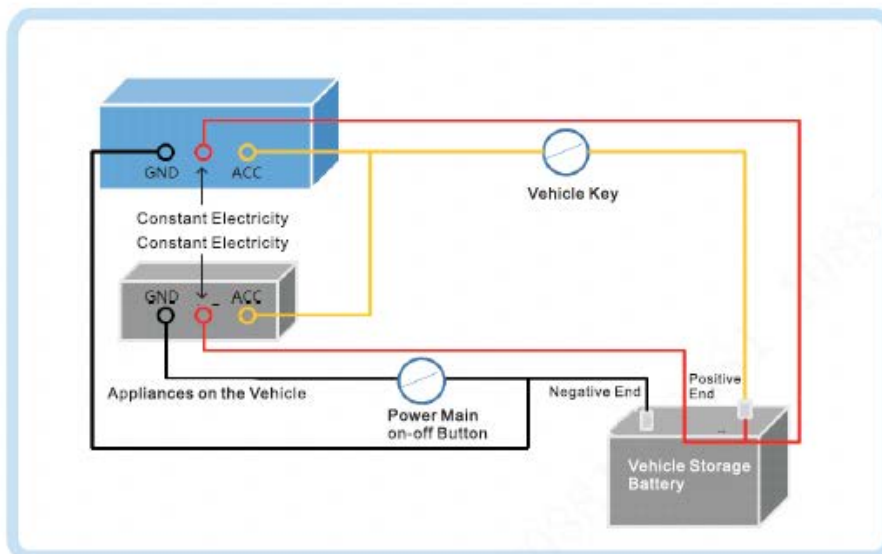 GND ACC
Constant Electricity
Constant Electricity
Vehicle Key
GND ACC
Appliances on the Vehicle
Power Main
on-off Button
Negative End
Positive
End
Vehicle Storage
Battery